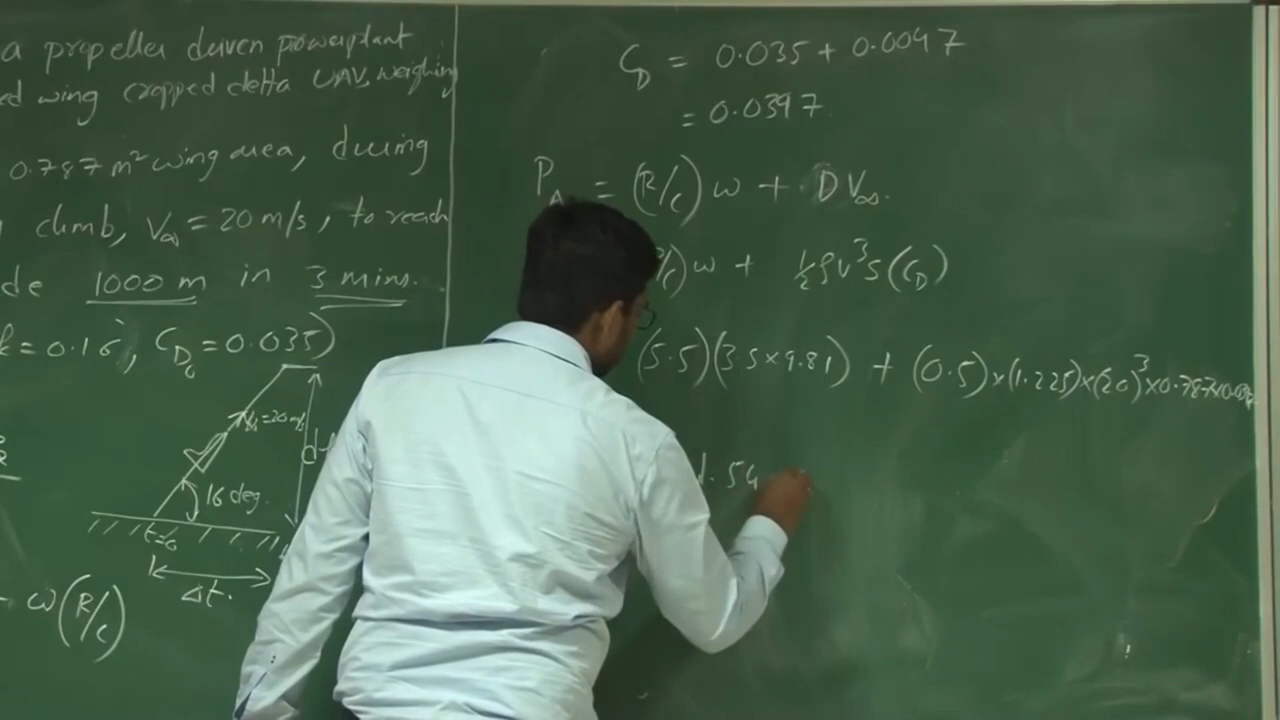 a propeller driven powerplant
ed wing cropped delta UAV, weighing
0.787 m² wing area, during
climb, V∞ = 20 m/s, to reach
de 1000 m in 3 mins.
k = 0.16, C_D₀ = 0.035)
V∞ = 20 m/s
16 deg.
t=0
Δt.
ω(R/C)
C_D = 0.035 + 0.0047
= 0.0397
P_A = (R/C) ω + D V∞.
/C) ω + ½ ρ V³ S (C_D)
(5.5)(3.5×9.81) + (0.5)×(1.225)×(20)³×0.787×
. 54